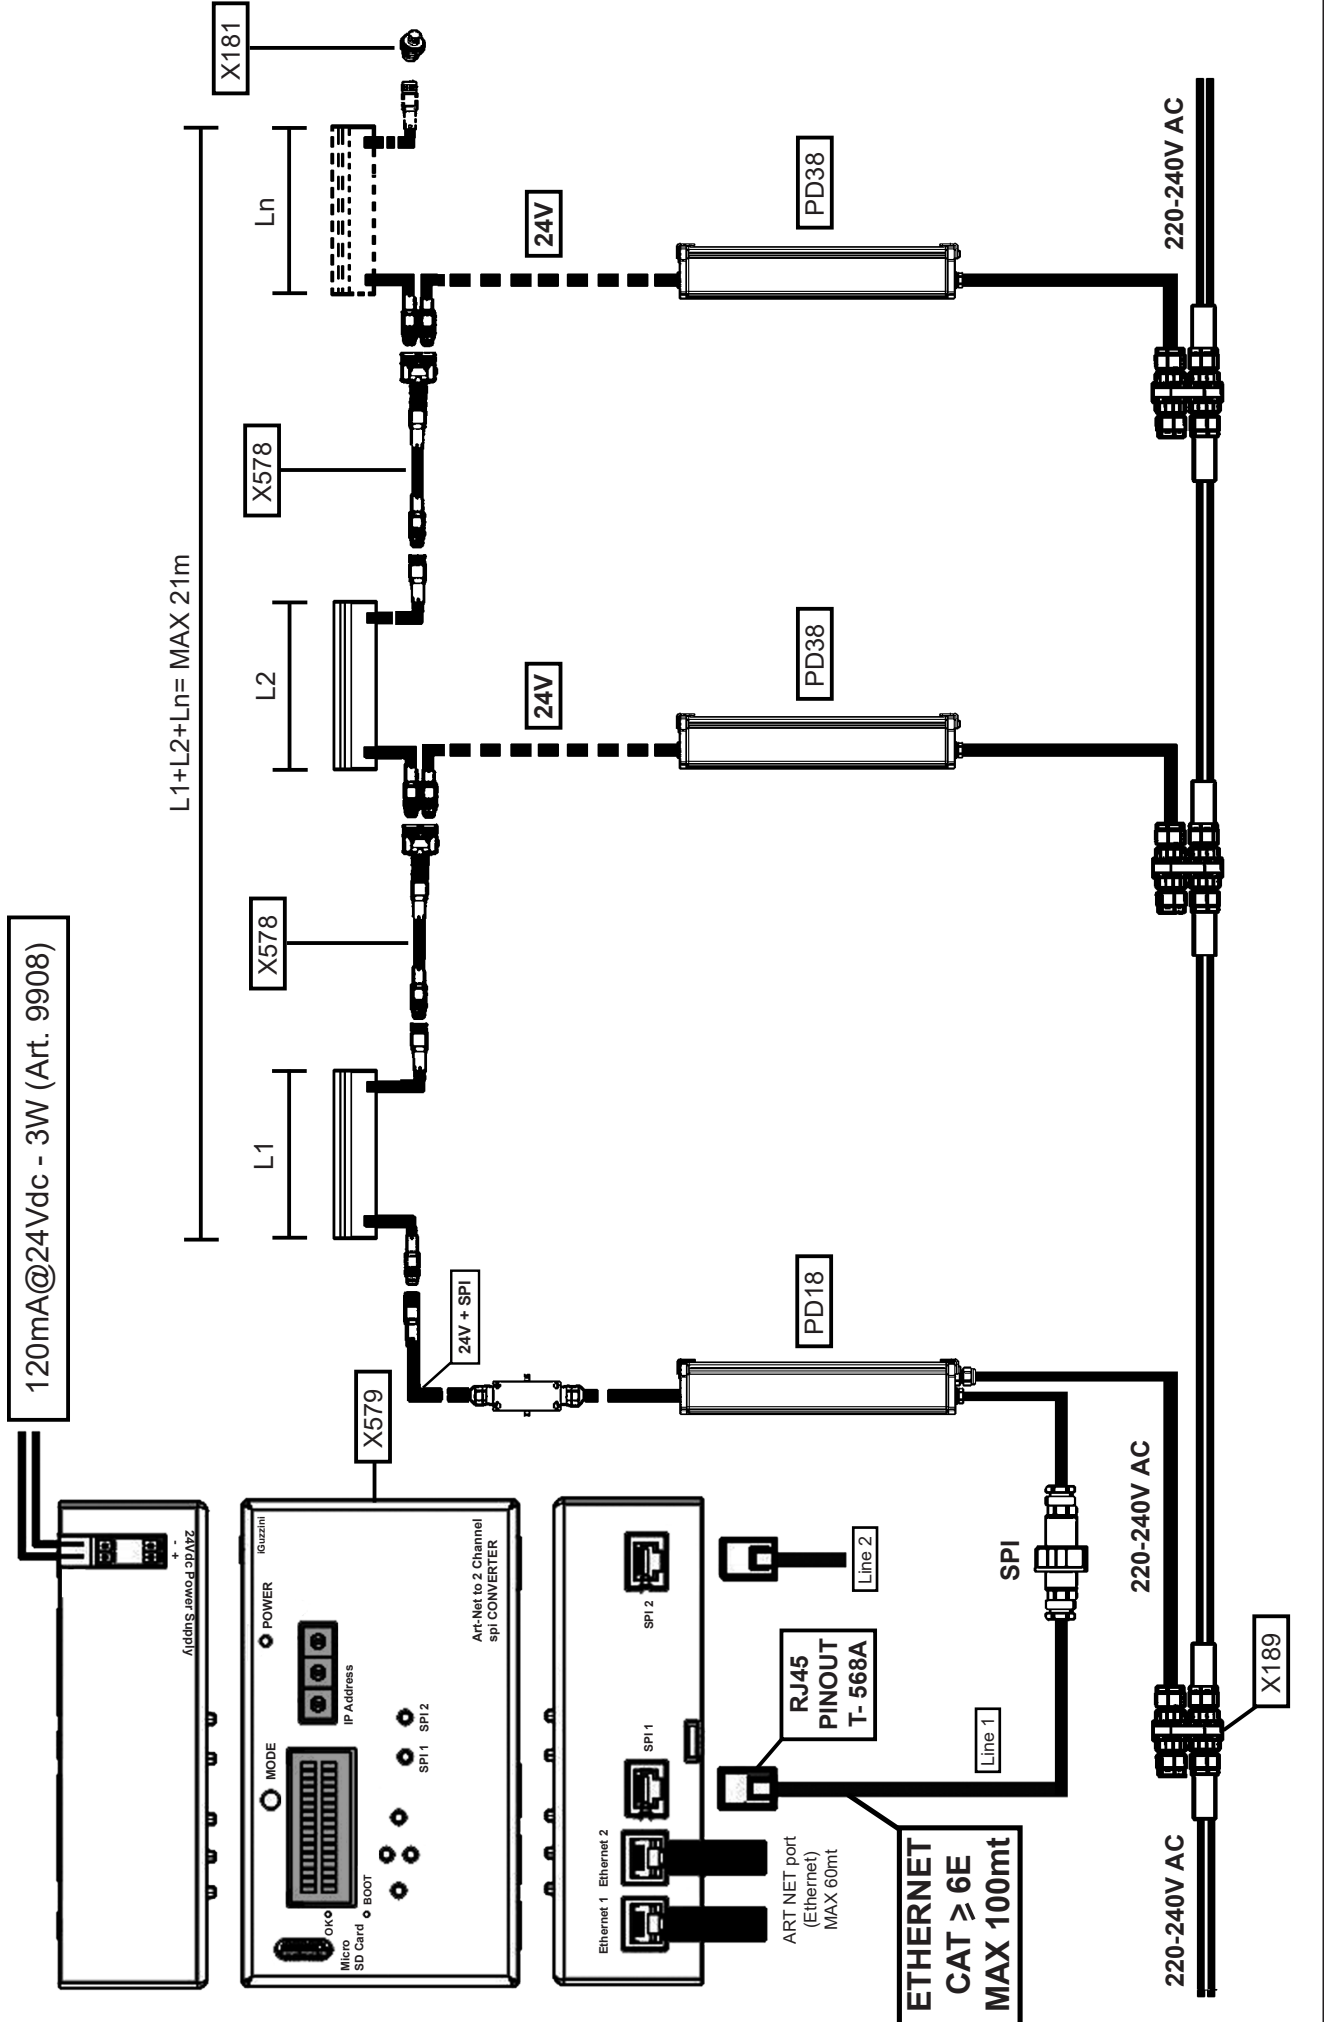 120mA@24Vdc - 3W (Art. 9908)
+ -
24Vdc Power Supply
X579
iGuzzini
POWER
MODE
IP Address
Art-Net to 2 Channel
spi CONVERTER
SPI 1
SPI 2
OK
BOOT
Micro
SD Card
Ethernet 1
Ethernet 2
SPI 1
SPI 2
ART NET port
(Ethernet)
MAX 60mt
RJ45
PINOUT
T- 568A
Line 2
Line 1
ETHERNET
CAT ≥ 6E
MAX 100mt
L1+L2+Ln= MAX 21m
L1
L2
Ln
X578
X578
X181
24V + SPI
24V
24V
PD18
PD38
PD38
SPI
220-240V AC
220-240V AC
220-240V AC
X189